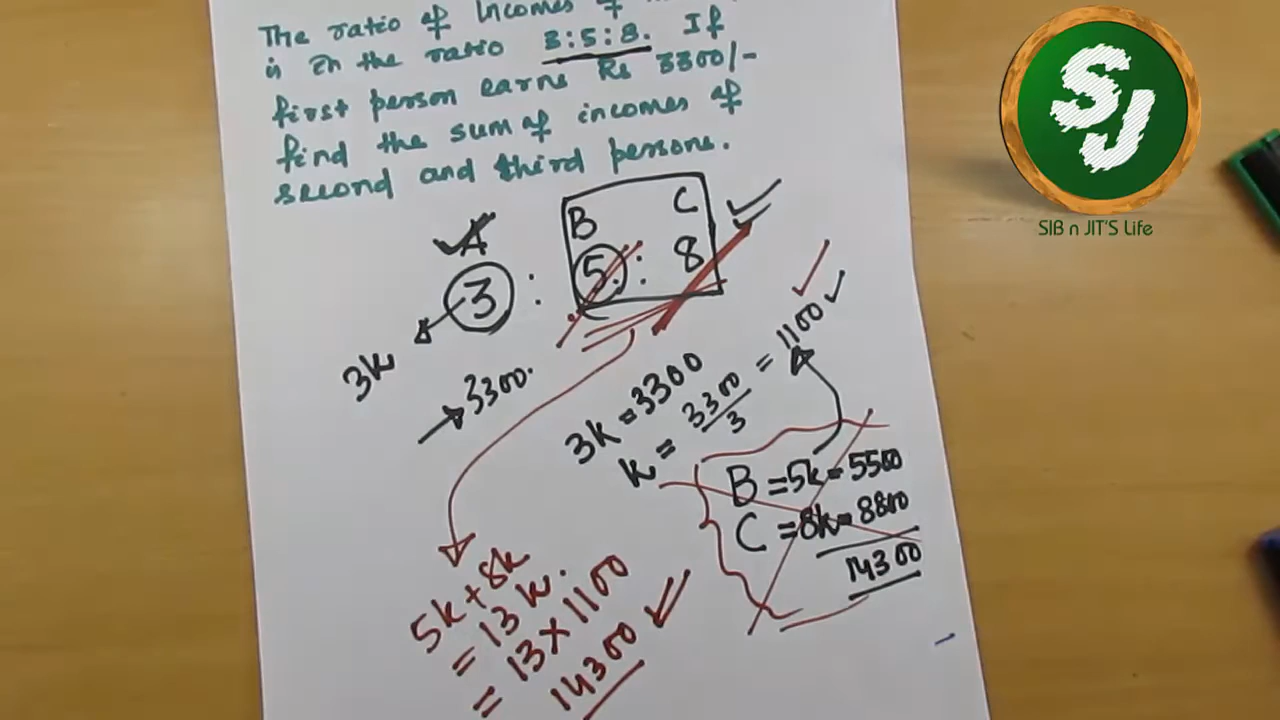 The ratio of Incomes of
is in the ratio 3:5:8. If
first person earns Rs 3300/-
find the sum of incomes of
second and third persons.
A B C
3 : 5 : 8
3k
3300.
3k = 3300
k = 3300/3 = 1100
B = 5k = 5500
C = 8k = 8800
14300
5k + 8k
= 13k.
= 13 x 1100
14300
SJ
SIB n JIT'S Life